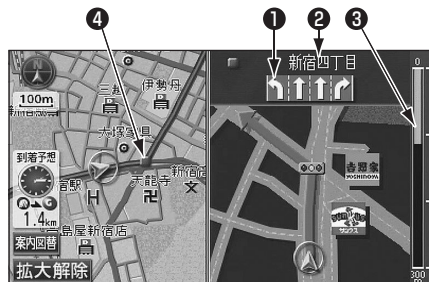 ❹ ❶ ❷ ❸
新宿四丁目
0
100m
三越
伊勢丹
大塚家具
到着予想
天龍寺
新宿
宿駅
1.4km
島屋新宿店
案内図替
拡大解除
吉野家
YOSHINOYA
サンクス
300
m